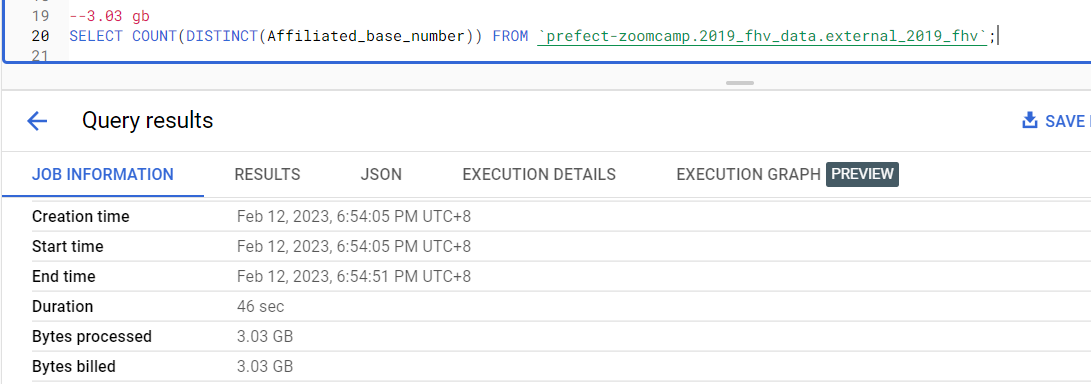 19 --3.03 gb
20 SELECT COUNT(DISTINCT(Affiliated_base_number)) FROM `prefect-zoomcamp.2019_fhv_data.external_2019_fhv`;
21
Query results
SAVE
JOB INFORMATION RESULTS JSON EXECUTION DETAILS EXECUTION GRAPH PREVIEW
Creation time Feb 12, 2023, 6:54:05 PM UTC+8
Start time Feb 12, 2023, 6:54:05 PM UTC+8
End time Feb 12, 2023, 6:54:51 PM UTC+8
Duration 46 sec
Bytes processed 3.03 GB
Bytes billed 3.03 GB